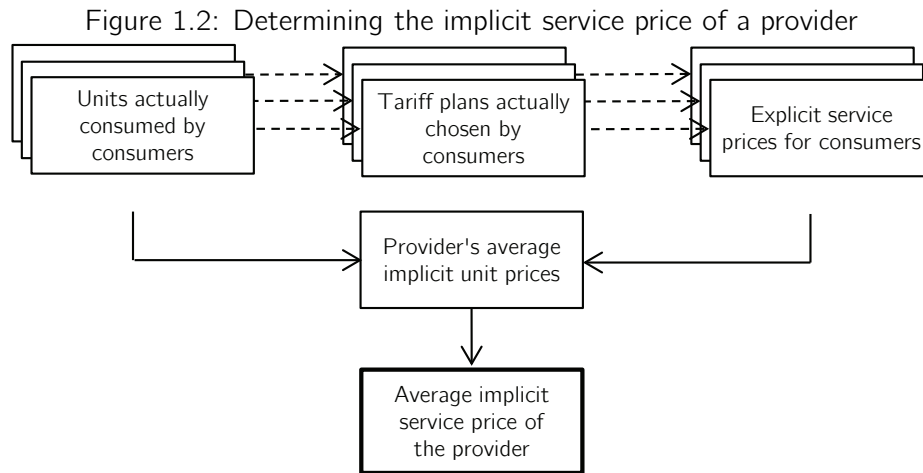 Figure 1.2: Determining the implicit service price of a provider
Units actually
consumed by
consumers
Tariff plans actually
chosen by
consumers
Explicit service
prices for consumers
Provider's average
implicit unit prices
Average implicit
service price of
the provider